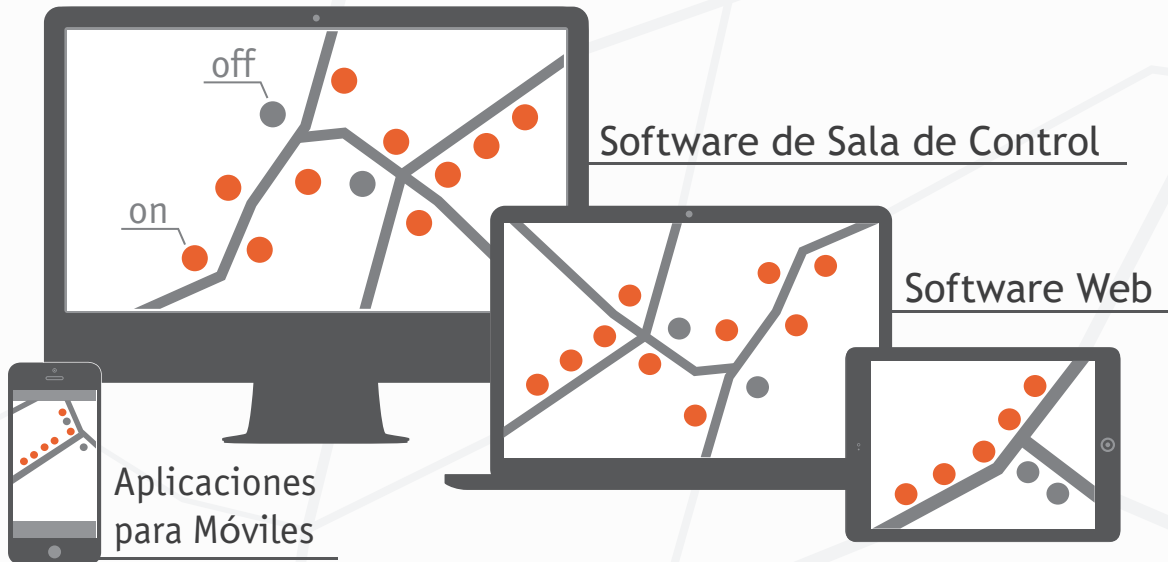 off
on
Software de Sala de Control
Software Web
Aplicaciones
para Móviles